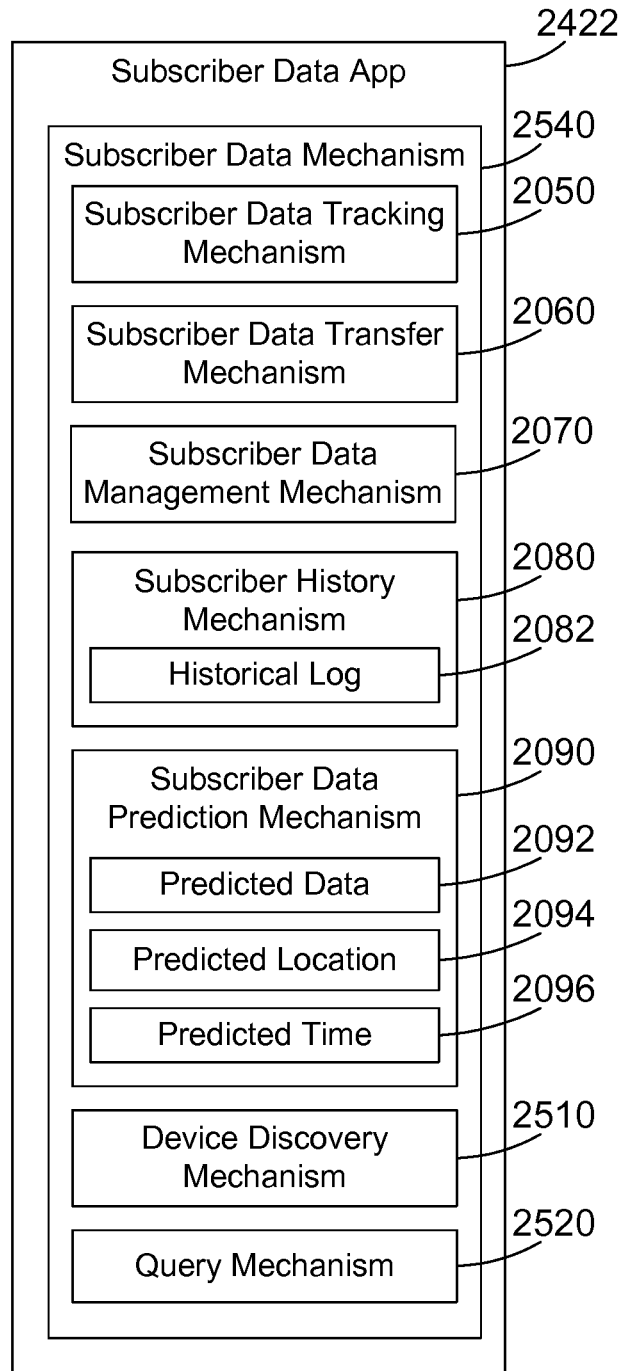 2422
Subscriber Data App
2540
Subscriber Data Mechanism
2050
Subscriber Data Tracking
Mechanism
2060
Subscriber Data Transfer
Mechanism
2070
Subscriber Data
Management Mechanism
2080
Subscriber History
Mechanism
2082
Historical Log
2090
Subscriber Data
Prediction Mechanism
2092
Predicted Data
2094
Predicted Location
2096
Predicted Time
2510
Device Discovery
Mechanism
2520
Query Mechanism